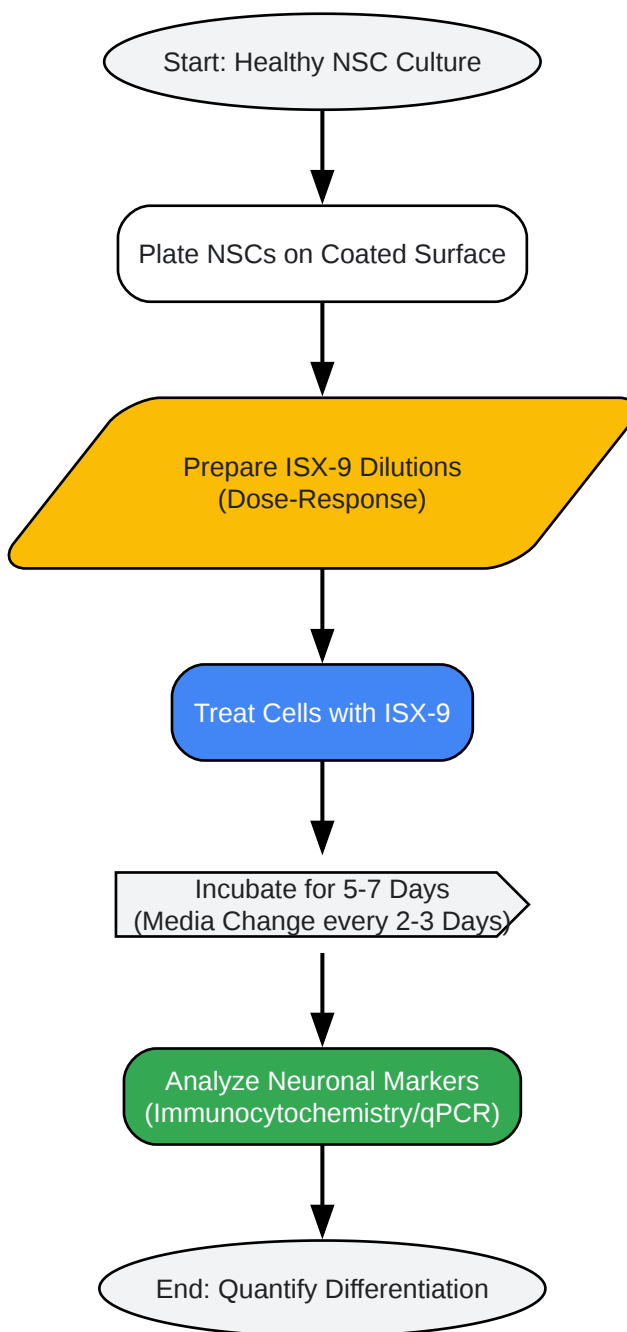 Start: Healthy NSC Culture
Plate NSCs on Coated Surface
Prepare ISX-9 Dilutions
(Dose-Response)
Treat Cells with ISX-9
Incubate for 5-7 Days
(Media Change every 2-3 Days)
Analyze Neuronal Markers
(Immunocytochemistry/qPCR)
End: Quantify Differentiation